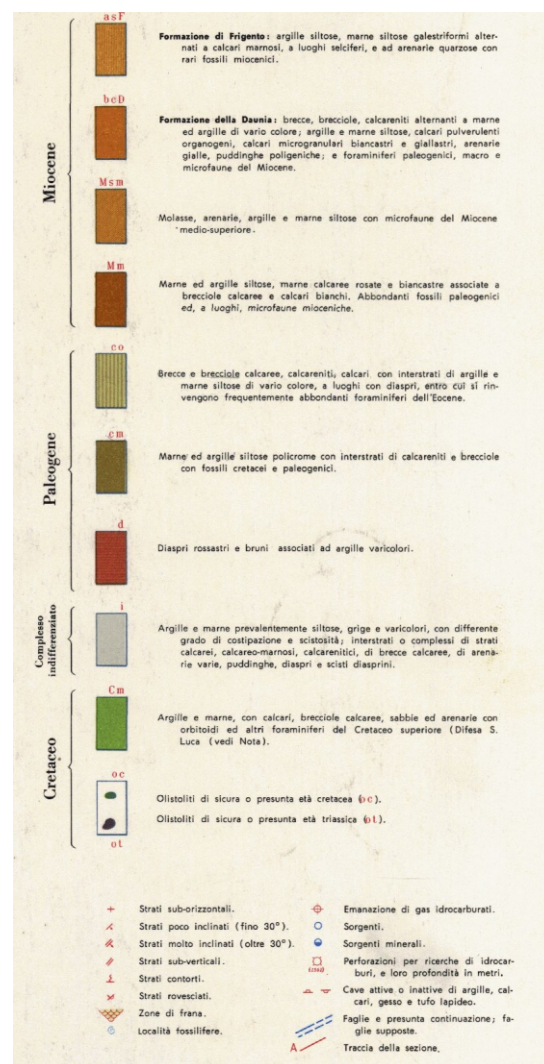 asF
Formazione di Frigento: argille siltose, marne siltose galestriformi alter-
nati a calcari marnosi, a luoghi selciferi, e ad arenarie quarzose con
rari fossili miocenici.
bcD
Formazione della Daunia: brecce, brecciole, calcareniti alternanti a marne
ed argille di vario colore; argille e marne siltose, calcari pulverulenti
organogeni, calcari microgranulari biancastri e giallastri, arenarie
gialle, puddinghe poligeniche; e foraminiferi paleogenici, macro e
microfaune del Miocene.
Miocene
Msm
Molasse, arenarie, argille e marne siltose con microfaune del Miocene
medio-superiore.
Mm
Marne ed argille siltose, marne calcaree rosate e biancastre associate a
brecciole calcaree e calcari bianchi. Abbondanti fossili paleogenici
ed, a luoghi, microfaune mioceniche.
co
Brecce e brecciole calcaree, calcareniti, calcari con interstrati di argille e
marne siltose di vario colore, a luoghi con diaspri, entro cui si rin-
vengono frequentemente abbondanti foraminiferi dell'Eocene.
Paleogene
cm
Marne ed argille siltose policrome con interstrati di calcareniti e brecciole
con fossili cretacei e paleogenici.
d
Diaspri rossastri e bruni associati ad argille varicolori.
Complesso
indifferenziato
i
Argille e marne prevalentemente siltose, grige e varicolori, con differente
grado di costipazione e scistosità; interstrati o complessi di strati
calcarei, calcareo-marnosi, calcarenitici, di brecce calcaree, di arena-
rie varie, puddinghe, diaspri e scisti diasprini.
Cretaceo
Cm
Argille e marne, con calcari, brecciole calcaree, sabbie ed arenarie con
orbitoidi ed altri foraminiferi del Cretaceo superiore (Difesa S.
Luca (vedi Nota).
oc
Olistoliti di sicura o presunta età cretacea (oc).
Olistoliti di sicura o presunta età triassica (ot).
ot
Strati sub-orizzontali.
Strati poco inclinati (fino 30°).
Strati molto inclinati (oltre 30°).
Strati sub-verticali.
Strati contorti.
Strati rovesciati.
Zone di frana.
Località fossilifere.
Emanazione di gas idrocarburati.
Sorgenti.
Sorgenti minerali.
Perforazioni per ricerche di idrocar-
buri, e loro profondità in metri.
Cave attive o inattive di argille, cal-
cari, gesso e tufo lapideo.
Faglie e presunta continuazione; fa-
glie supposte.
A
Traccia della sezione.